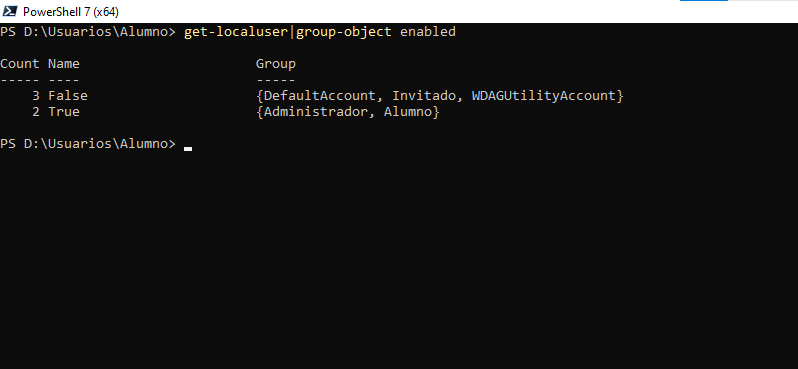 PowerShell 7 (x64)
PS D:\Usuarios\Alumno> get-localuser|group-object enabled
Count Name                      Group
----- ----                      -----
    3 False                     {DefaultAccount, Invitado, WDAGUtilityAccount}
    2 True                      {Administrador, Alumno}
PS D:\Usuarios\Alumno>